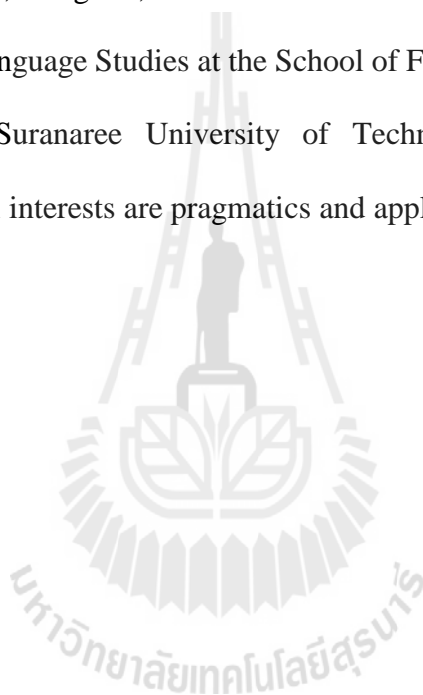 nguage Studies at the School of F
Suranaree University of Techn
interests are pragmatics and appl
มหาวิทยาลัยเทคโนโลยีสุรนารี